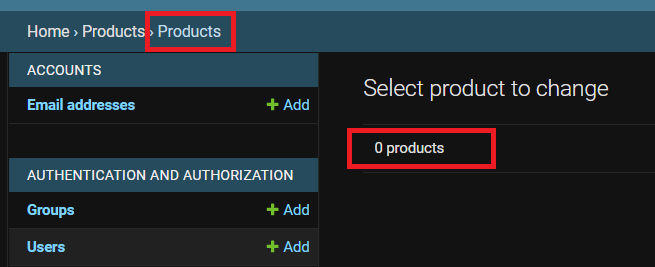 Home › Products › Products
ACCOUNTS
Email addresses
+ Add
AUTHENTICATION AND AUTHORIZATION
Groups
+ Add
Users
+ Add
Select product to change
0 products